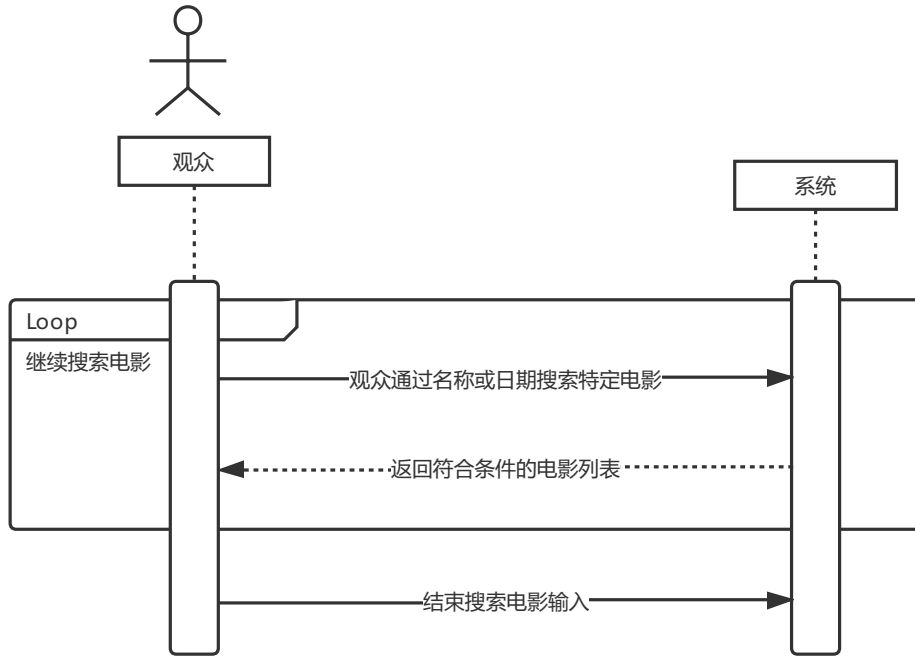 观众
系统
Loop
继续搜索电影
观众通过名称或日期搜索特定电影
返回符合条件的电影列表
结束搜索电影输入